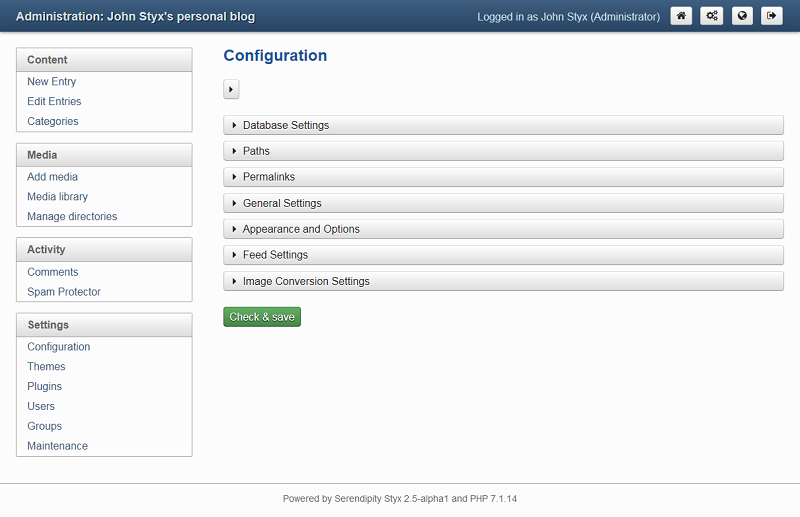 Administration: John Styx's personal blog
Logged in as John Styx (Administrator)
Content
New Entry
Edit Entries
Categories
Media
Add media
Media library
Manage directories
Activity
Comments
Spam Protector
Settings
Configuration
Themes
Plugins
Users
Groups
Maintenance
Configuration
Database Settings
Paths
Permalinks
General Settings
Appearance and Options
Feed Settings
Image Conversion Settings
Check & save
Powered by Serendipity Styx 2.5-alpha1 and PHP 7.1.14